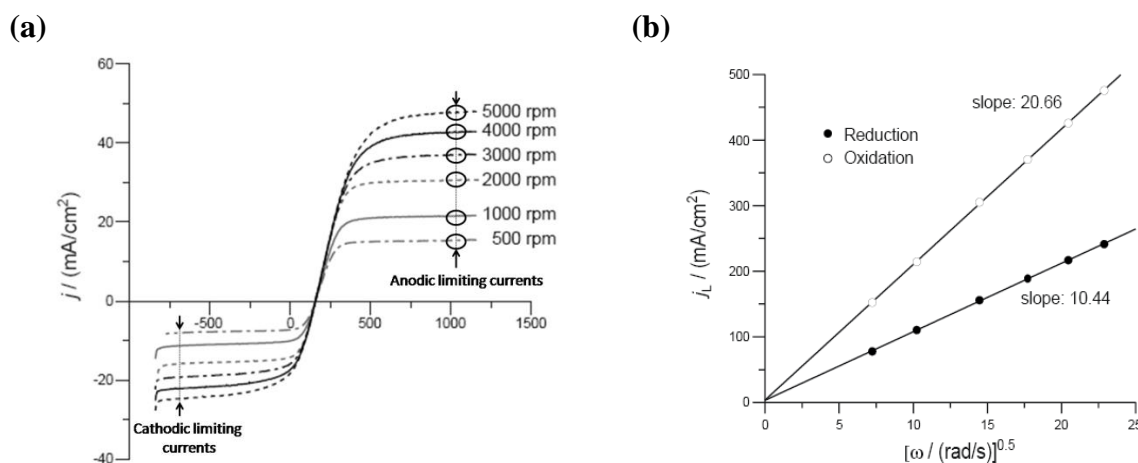 (a)
60
40
20
0
-20
-40
j / (mA/cm²)
-500
0
500
1000
1500
5000 rpm
4000 rpm
3000 rpm
2000 rpm
1000 rpm
500 rpm
Anodic limiting currents
Cathodic limiting
currents
(b)
500
400
300
200
100
0
jL / (mA/cm²)
slope: 20.66
Reduction
Oxidation
slope: 10.44
0
5
10
15
20
25
[ω / (rad/s)]^0.5